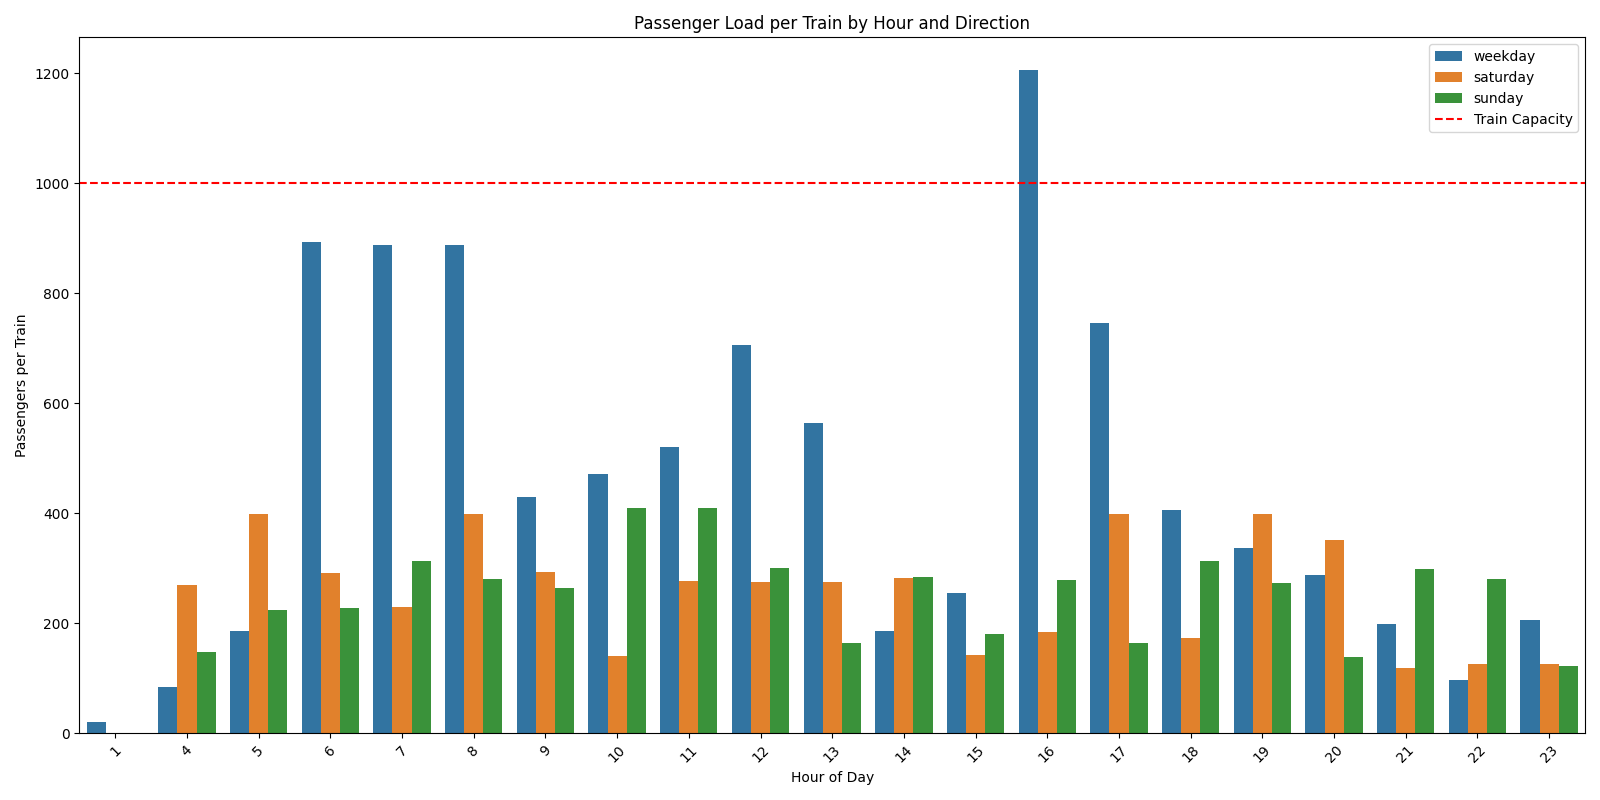 Passenger Load per Train by Hour and Direction
weekday
saturday
sunday
Train Capacity
Passengers per Train
1200
1000
800
600
400
200
0
1 4 5 6 7 8 9 10 11 12 13 14 15 16 17 18 19 20 21 22 23
Hour of Day